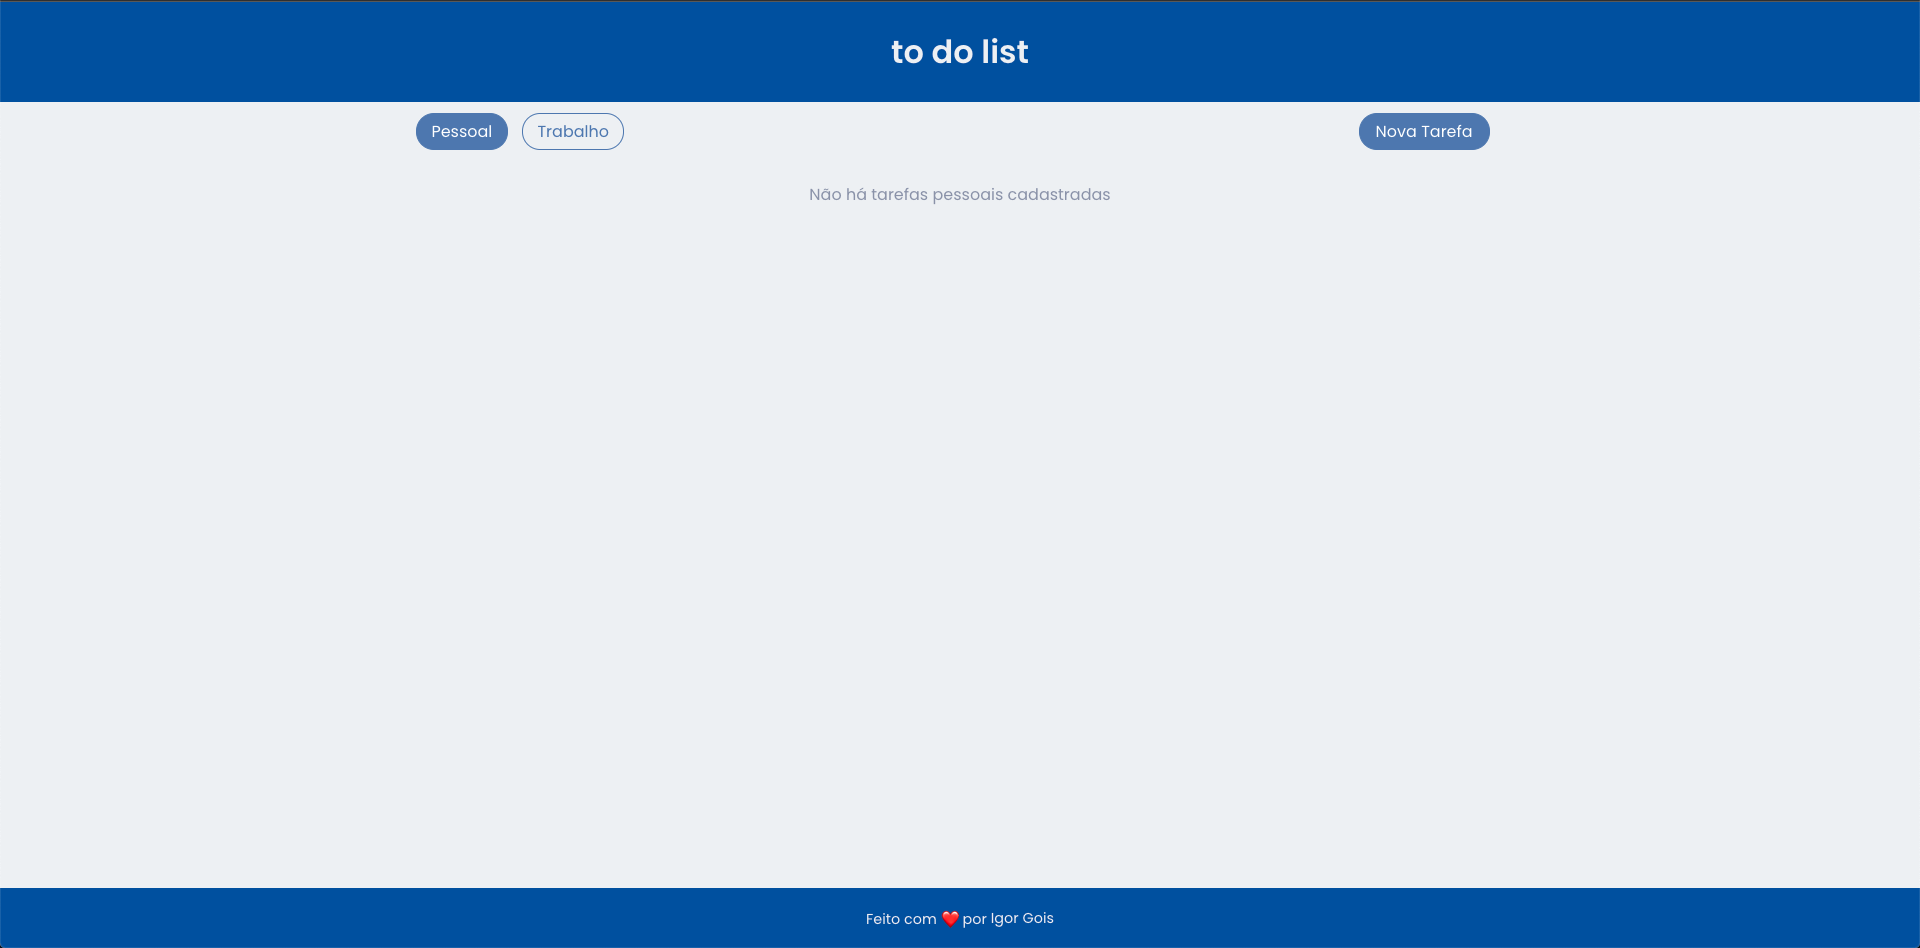 to do list
Pessoal Trabalho Nova Tarefa
Não há tarefas pessoais cadastradas
Feito com ❤️ por Igor Gois